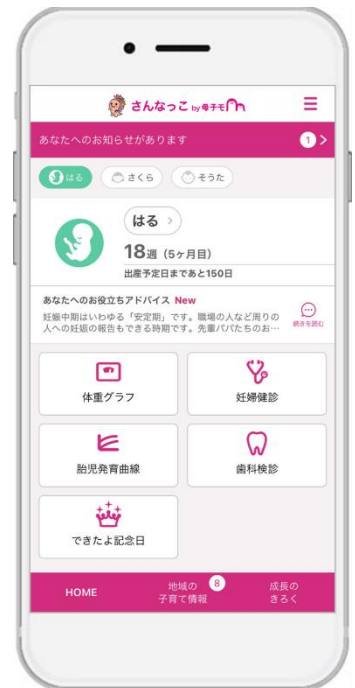 さんなっこ by 母子モ
あなたへのお知らせがあります 1
はる さくら そうた
はる
18週 (5ヶ月目)
出産予定日まであと150日
あなたへのお役立ちアドバイス New
妊娠中期はいわゆる「安定期」です。職場の人など周りの
人への妊娠の報告もできる時期です。先輩パパたちのお…
続きを読む
体重グラフ 妊婦健診
胎児発育曲線 歯科検診
できたよ記念日
HOME
地域の 8
子育て情報
成長の
きろく